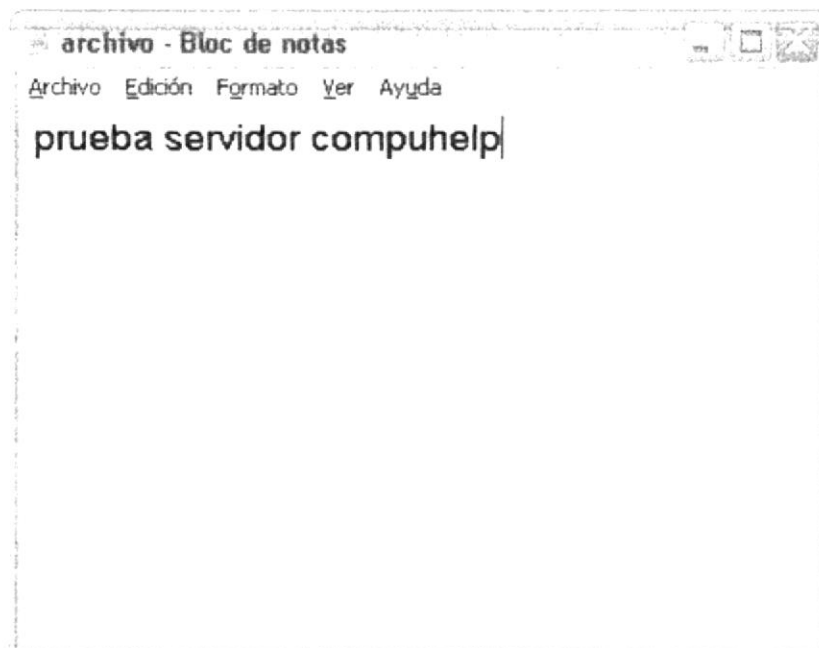 archivo - Bloc de notas
Archivo Edición Formato Ver Ayuda
prueba servidor compuhelp